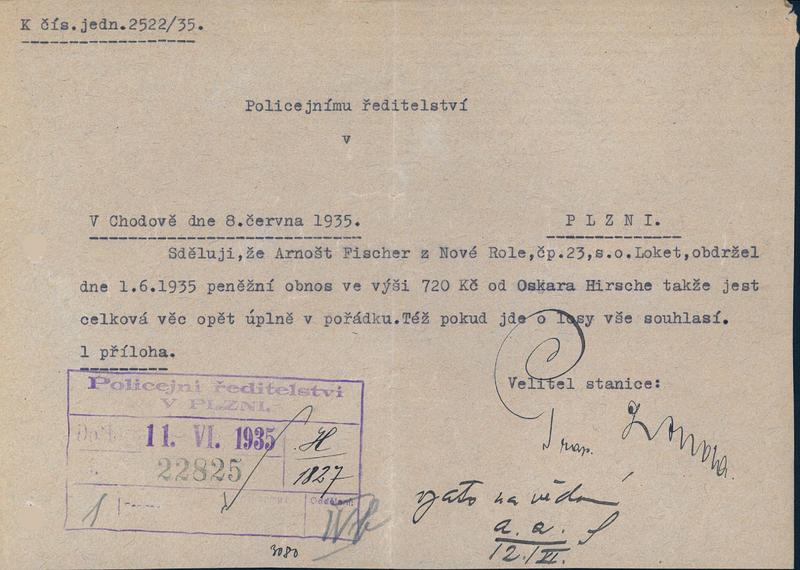 K čís.jedn.2522/35.
Policejnímu ředitelství
v
V Chodově dne 8.června 1935.
P L Z N I.
Sděluji,že Arnošt Fischer z Nové Role,čp.23,s.o.Loket,obdržel
dne 1.6.1935 peněžní obnos ve výši 720 Kč od Oskara Hirsche takže jest
celková věc opět úplně v pořádku.Též pokud jde o losy vše souhlasí.
1 příloha.
Velitel stanice:
Policejní ředitelství
V PLZNI.
11. VI. 1935
22825
H
1827
1
Oddělení
3080
vzato na vědomí
a. a.
12./VI.